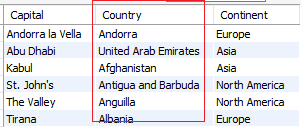 Capital Country Continent
Andorra la Vella Andorra Europe
Abu Dhabi United Arab Emirates Asia
Kabul Afghanistan Asia
St. John's Antigua and Barbuda North America
The Valley Anguilla North America
Tirana Albania Europe